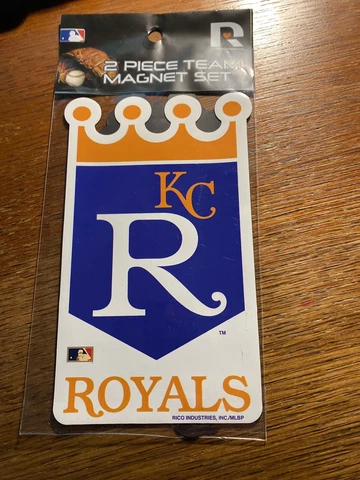 R
2 PIECE TEAM
MAGNET SET
KC
R
TM
ROYALS
RICO INDUSTRIES, INC./MLBP